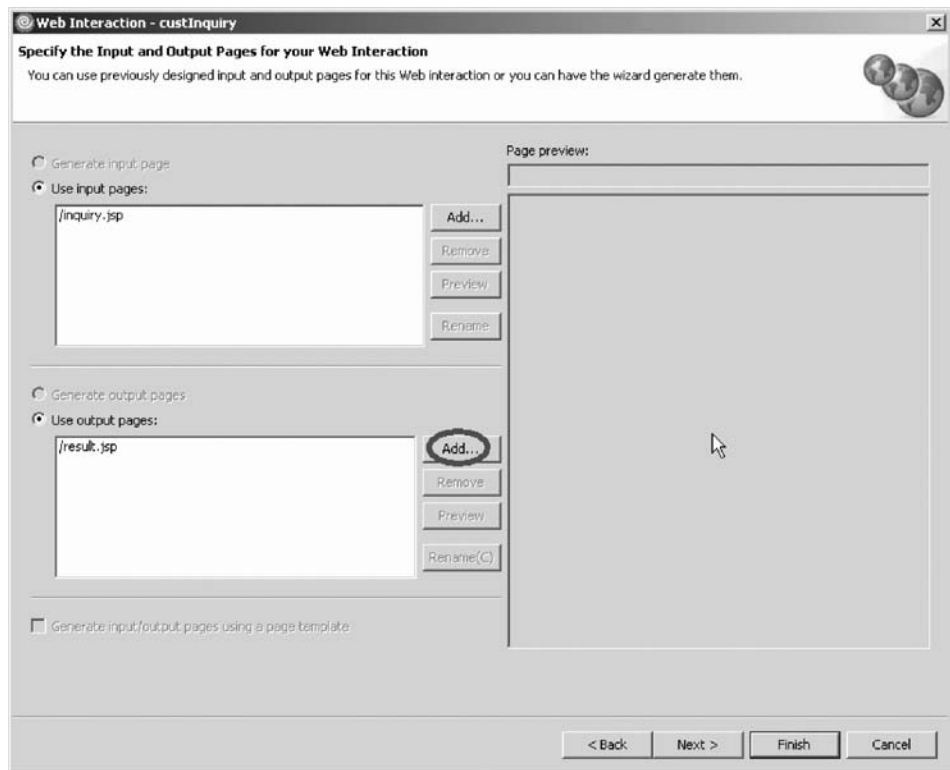 Web Interaction - custInquiry
Specify the Input and Output Pages for your Web Interaction
You can use previously designed input and output pages for this Web interaction or you can have the wizard generate them.
Generate input page
Use input pages:
/inquiry.jsp
Add...
Remove
Preview
Rename
Page preview:
Generate output pages
Use output pages:
/result.jsp
Add...
Remove
Preview
Rename(C)
Generate input/output pages using a page template
< Back
Next >
Finish
Cancel